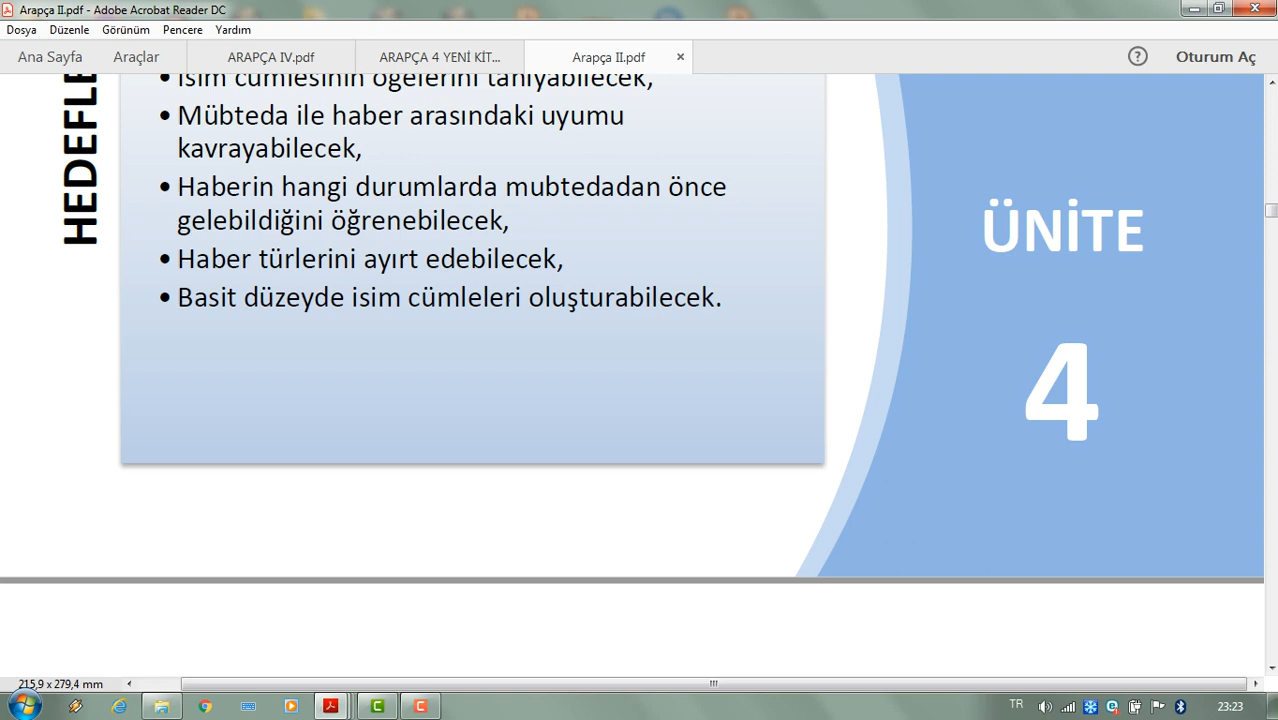 Arapça II.pdf - Adobe Acrobat Reader DC
Dosya Düzenle Görünüm Pencere Yardım
Ana Sayfa Araçlar ARAPÇA IV.pdf ARAPÇA 4 YENİ KİT... Arapça II.pdf × ? Oturum Aç
• İsim cümlesinin ögelerini tanıyabilecek,
• Mübteda ile haber arasındaki uyumu
kavrayabilecek,
• Haberin hangi durumlarda mubtedadan önce
gelebildiğini öğrenebilecek,
• Haber türlerini ayırt edebilecek,
• Basit düzeyde isim cümleleri oluşturabilecek.
ÜNİTE
4
215,9 x 279,4 mm
TR 23:23